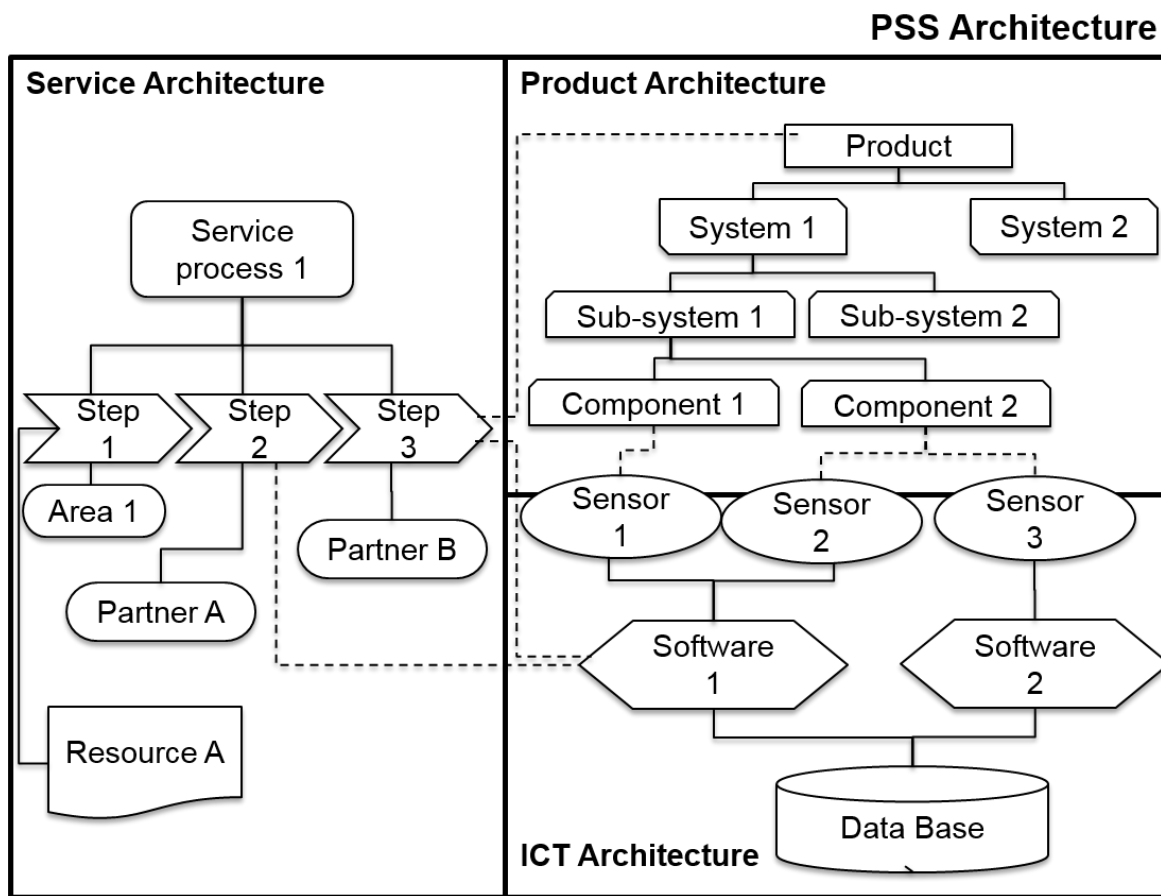 PSS Architecture
Service Architecture
Service
process 1
Step
1
Step
2
Step
3
Area 1
Partner B
Partner A
Resource A
Product Architecture
Product
System 1
System 2
Sub-system 1
Sub-system 2
Component 1
Component 2
Sensor
1
Sensor
2
Sensor
3
Software
1
Software
2
Data Base
ICT Architecture